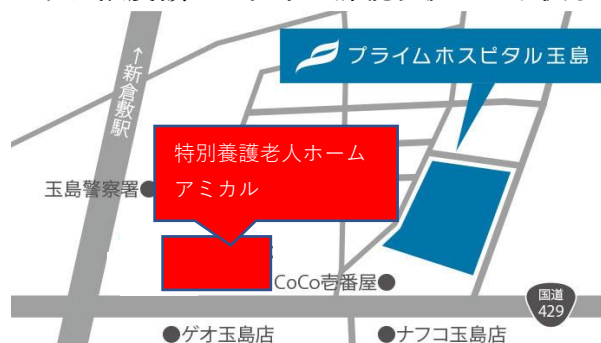 プライムホスピタル玉島
↑新倉敷駅
特別養護老人ホーム
アミカル
玉島警察署●
CoCo壱番屋●
国道
429
●ゲオ玉島店
●ナフコ玉島店